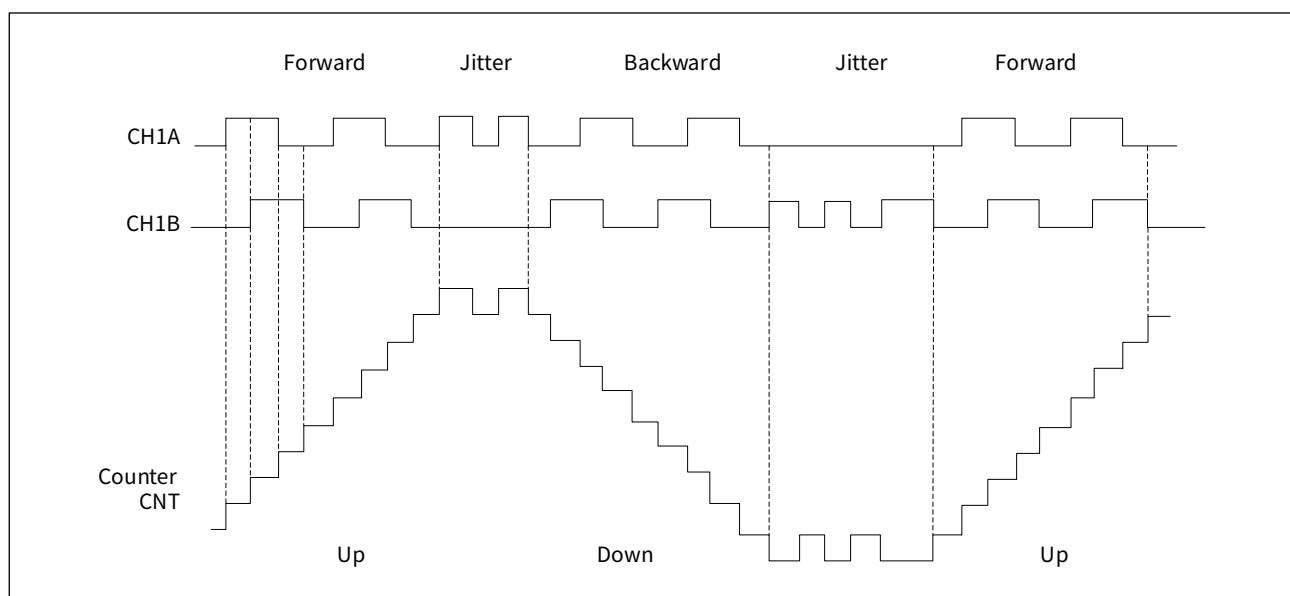 Forward Jitter Backward Jitter Forward
CH1A
CH1B
Counter
CNT
Up Down Up